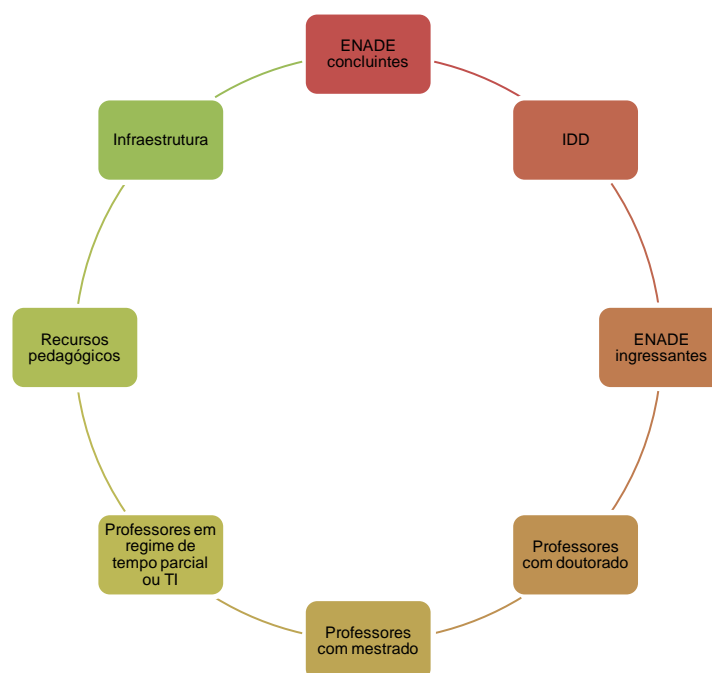 ENADE
concluintes
IDD
ENADE
ingressantes
Professores
com doutorado
Professores
com mestrado
Professores em
regime de
tempo parcial
ou TI
Recursos
pedagógicos
Infraestrutura